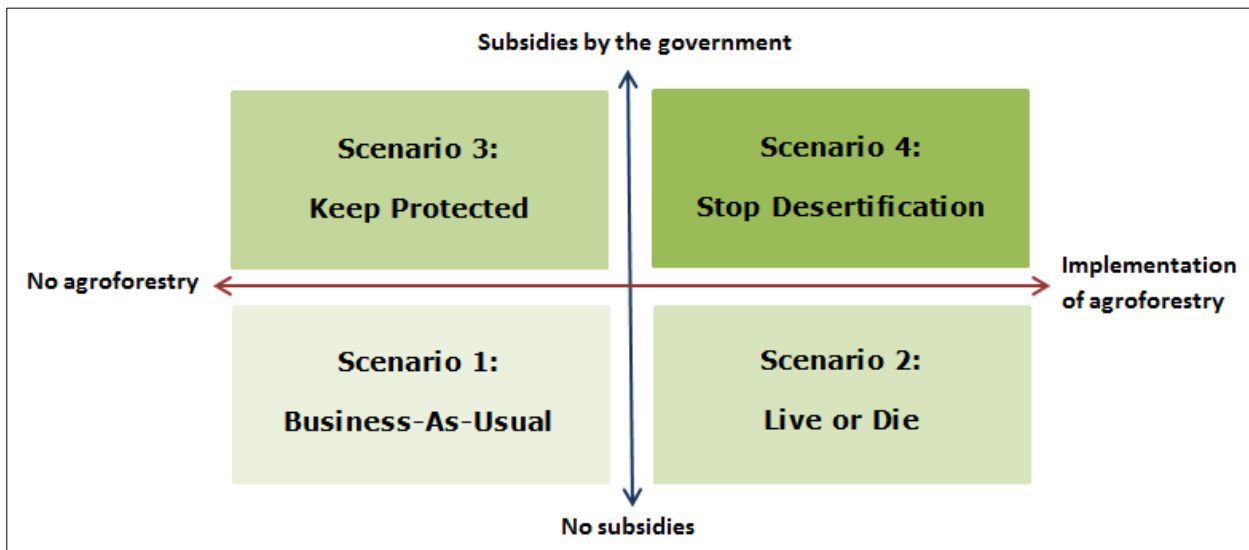 Subsidies by the government
Scenario 3:
Keep Protected
Scenario 4:
Stop Desertification
No agroforestry
Implementation
of agroforestry
Scenario 1:
Business-As-Usual
Scenario 2:
Live or Die
No subsidies